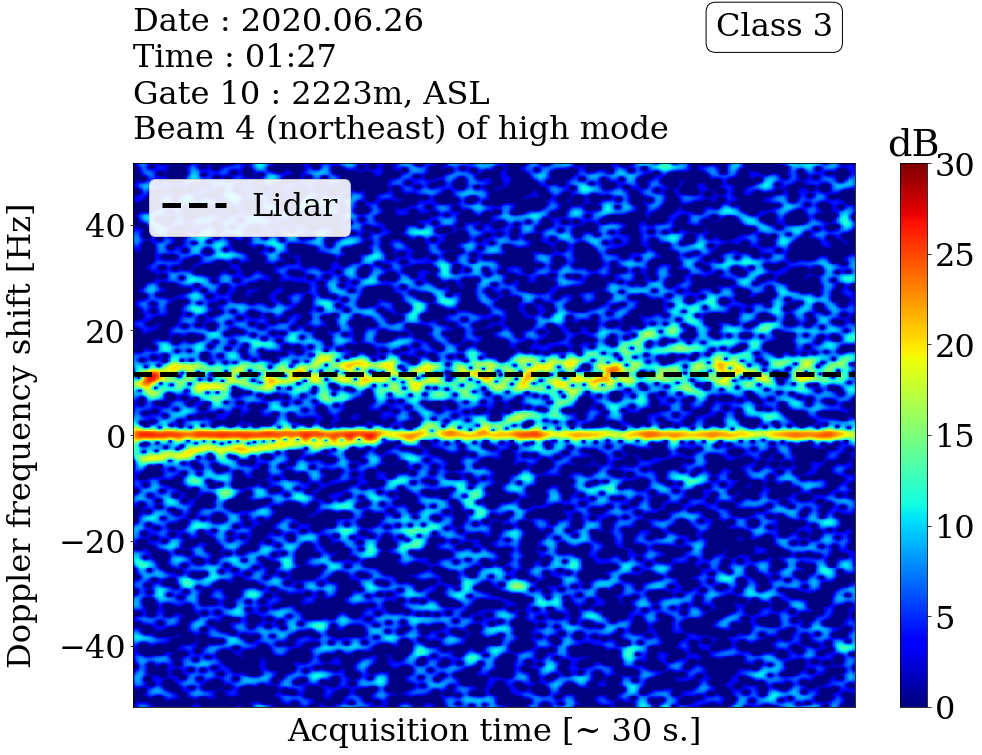 Date : 2020.06.26
Time : 01:27
Gate 10 : 2223m, ASL
Beam 4 (northeast) of high mode
Class 3
dB
Lidar
Doppler frequency shift [Hz]
40
20
0
−20
−40
30
25
20
15
10
5
0
Acquisition time [~ 30 s.]